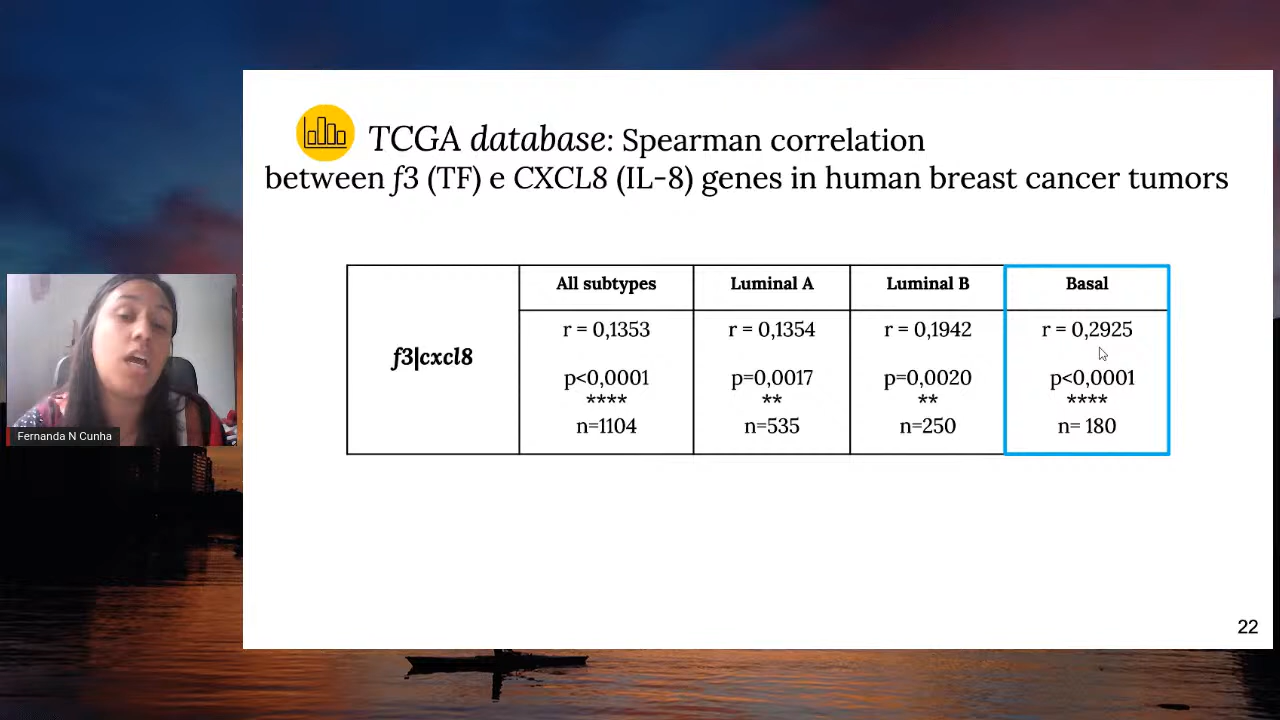 TCGA database: Spearman correlation
between f3 (TF) e CXCL8 (IL-8) genes in human breast cancer tumors
All subtypes Luminal A Luminal B Basal
f3|cxcl8
r = 0,1353 r = 0,1354 r = 0,1942 r = 0,2925
p<0,0001 p=0,0017 p=0,0020 p<0,0001
**** ** ** ****
n=1104 n=535 n=250 n= 180
Fernanda N Cunha
22